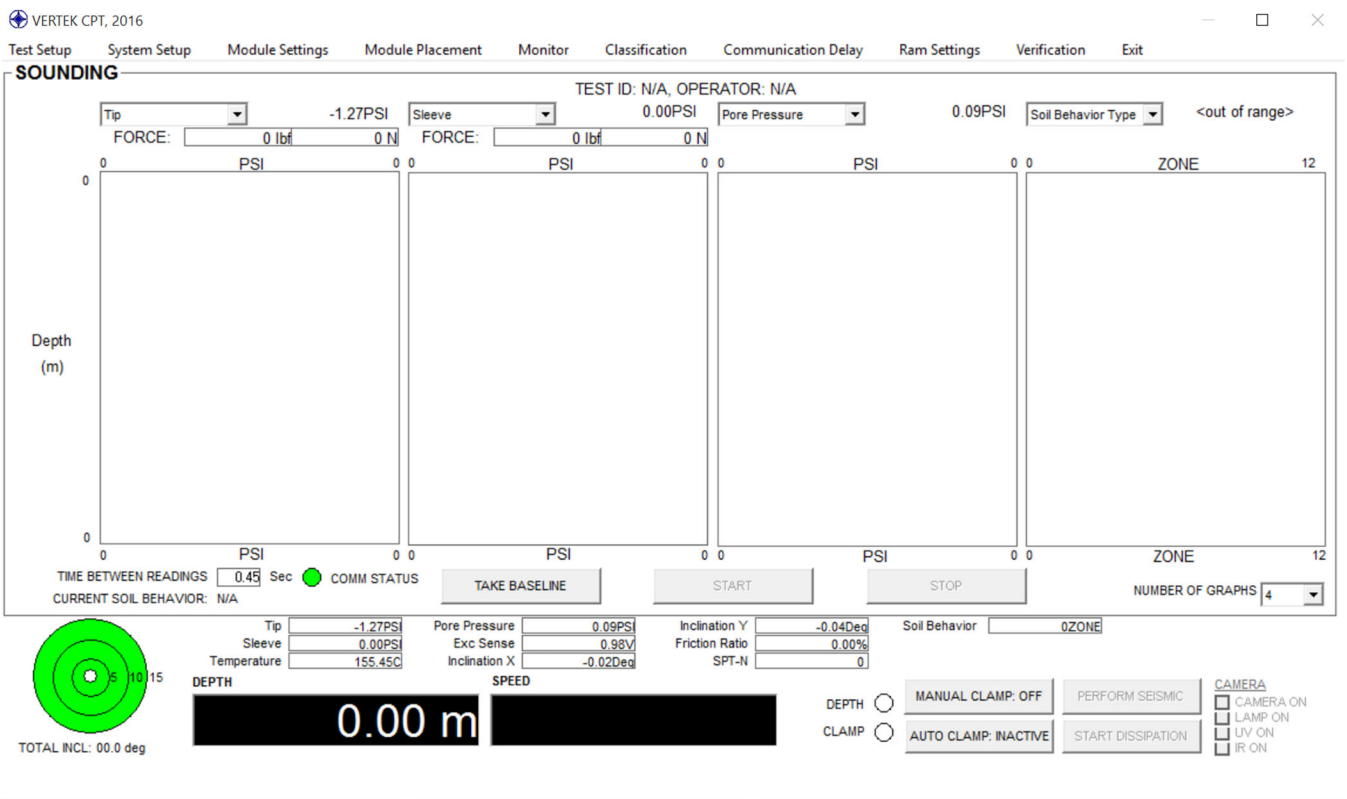 VERTEK CPT, 2016
Test Setup System Setup Module Settings Module Placement Monitor Classification Communication Delay Ram Settings Verification Exit
SOUNDING
TEST ID: N/A, OPERATOR: N/A
Tip -1.27PSI Sleeve 0.00PSI Pore Pressure 0.09PSI Soil Behavior Type <out of range>
FORCE: 0 lbf 0 N FORCE: 0 lbf 0 N
0 PSI 0 0 PSI 0 0 PSI 0 0 ZONE 12
0
Depth
(m)
0
0 PSI 0 0 PSI 0 0 PSI 0 0 ZONE 12
TIME BETWEEN READINGS 0.45 Sec COMM STATUS TAKE BASELINE START STOP NUMBER OF GRAPHS 4
CURRENT SOIL BEHAVIOR: N/A
Tip -1.27PSI Pore Pressure 0.09PSI Inclination Y -0.04Deg Soil Behavior 0ZONE
Sleeve 0.00PSI Exc Sense 0.98V Friction Ratio 0.00%
Temperature 155.45C Inclination X -0.02Deg SPT-N 0
5 10 15
DEPTH SPEED
0.00 m
DEPTH MANUAL CLAMP: OFF PERFORM SEISMIC
CLAMP AUTO CLAMP: INACTIVE START DISSIPATION
CAMERA
CAMERA ON
LAMP ON
UV ON
IR ON
TOTAL INCL: 00.0 deg